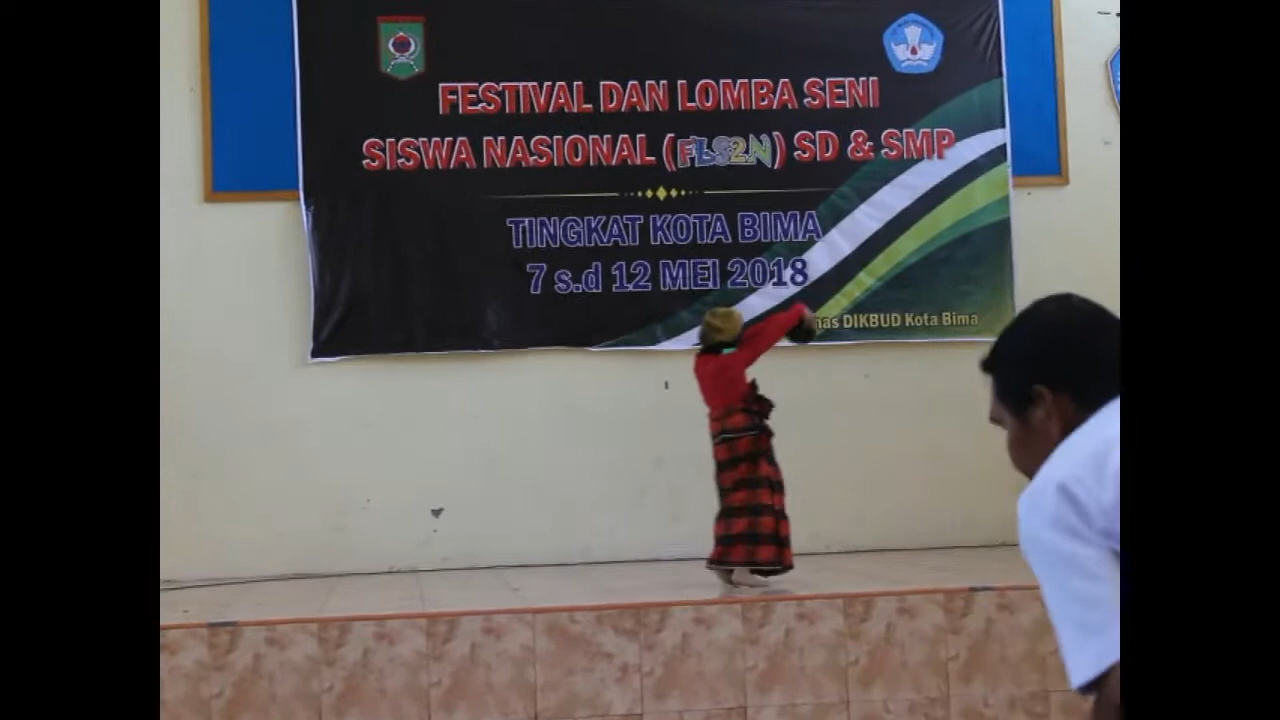 FESTIVAL DAN LOMBA SENI
SISWA NASIONAL (FLS2N) SD & SMP
TINGKAT KOTA BIMA
7 s.d 12 MEI 2018
DIKBUD Kota Bima